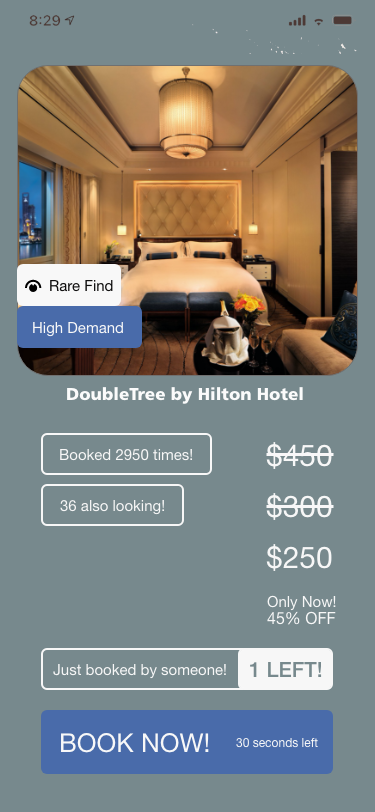 8:29
Rare Find
High Demand
DoubleTree by Hilton Hotel
Booked 2950 times!
$450
36 also looking!
$300
$250
Only Now!
45% OFF
Just booked by someone!
1 LEFT!
BOOK NOW!
30 seconds left